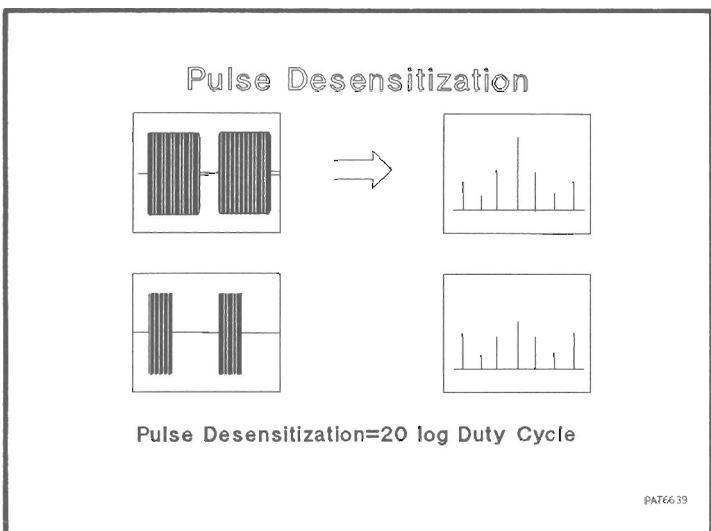 Pulse Desensitization
Pulse Desensitization=20 log Duty Cycle
PAT6639